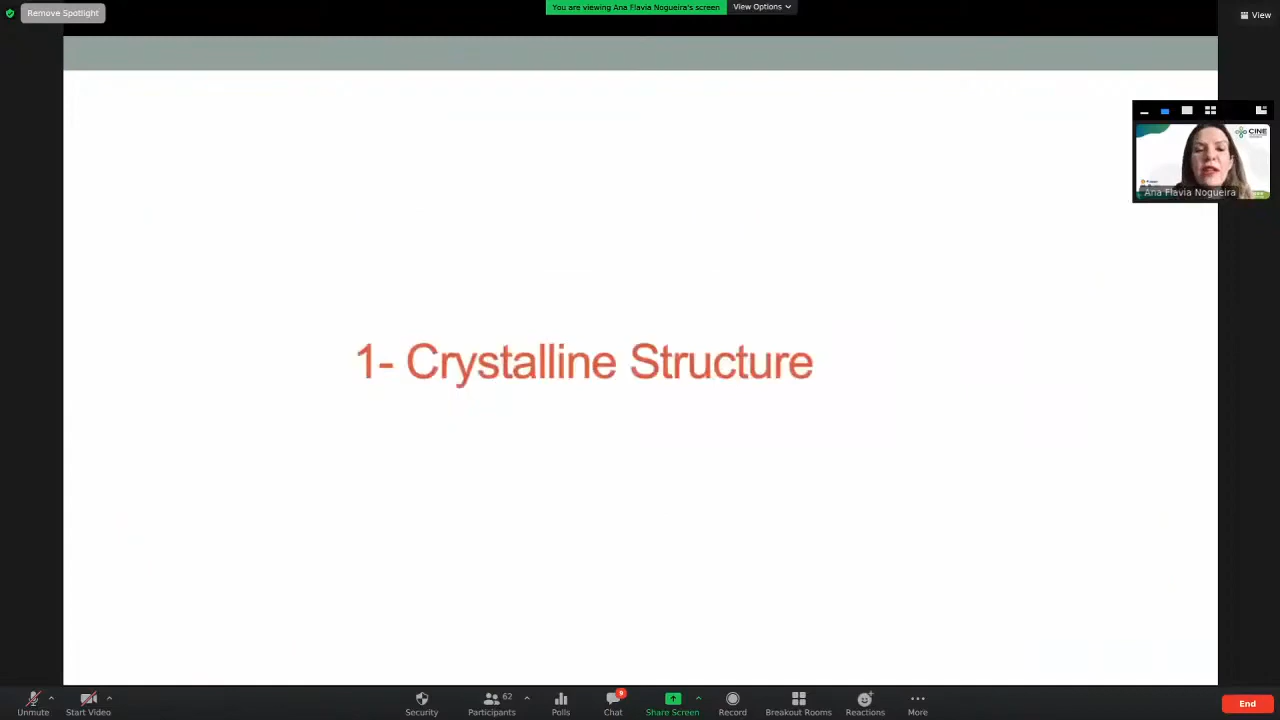 Remove Spotlight
You are viewing Ana Flavia Nogueira's screen
View Options
View
CINE
Ana Flavia Nogueira
1- Crystalline Structure
Unmute
Start Video
Security
62
Participants
Polls
9
Chat
Share Screen
Record
Breakout Rooms
Reactions
More
End